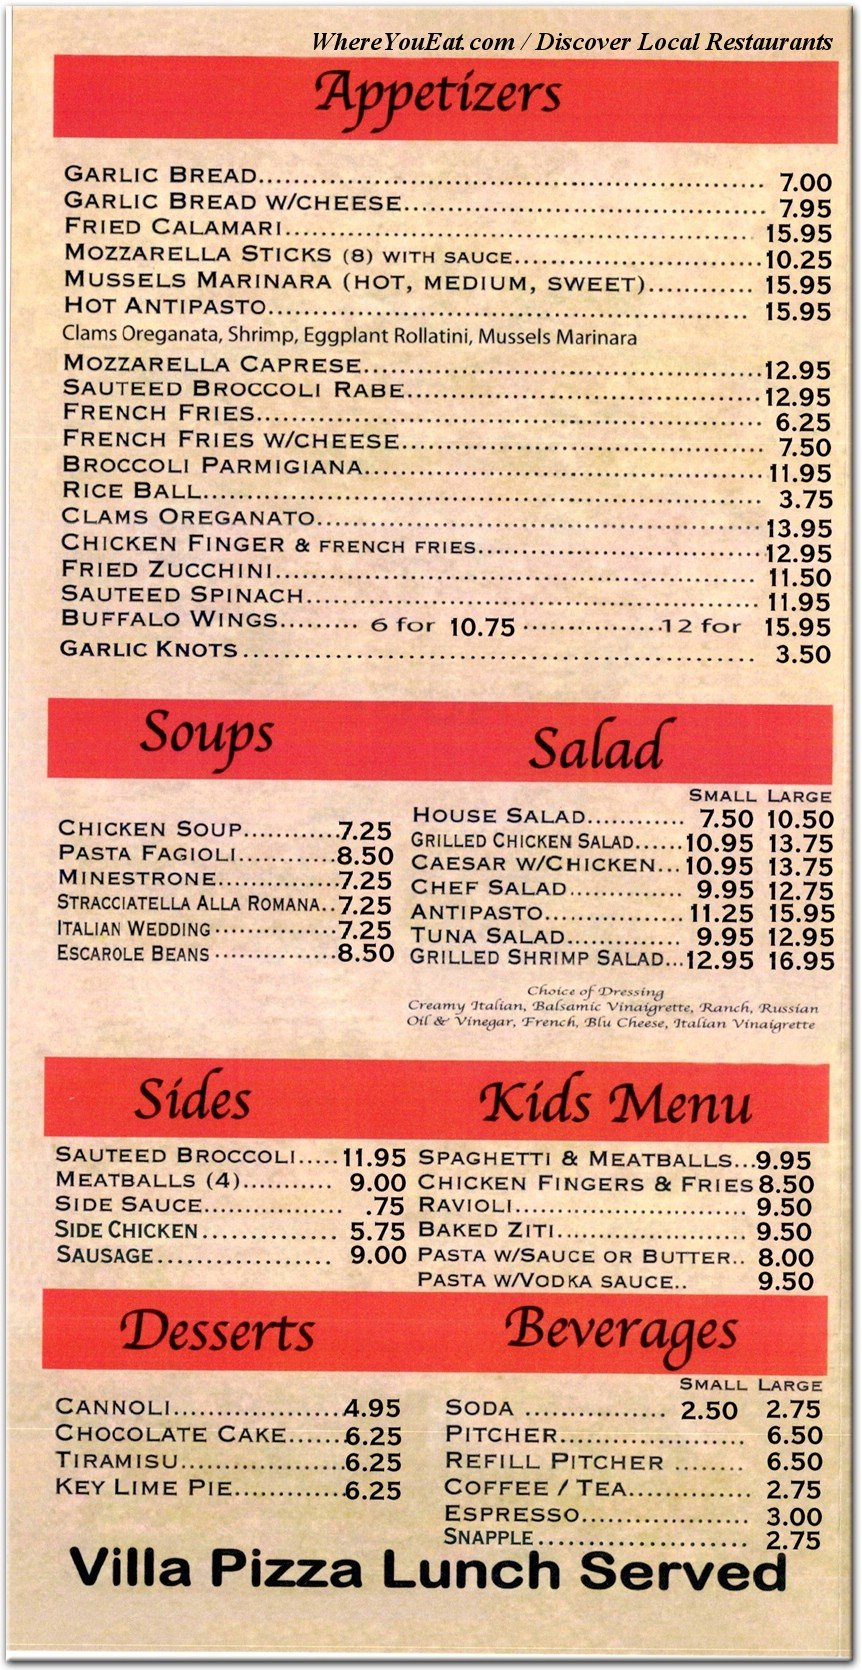 WhereYouEat.com / Discover Local Restaurants
Appetizers
GARLIC BREAD.................................................. 7.00
GARLIC BREAD W/CHEESE.................................... 7.95
FRIED CALAMARI.............................................. 15.95
MOZZARELLA STICKS (8) WITH SAUCE........................10.25
MUSSELS MARINARA (HOT, MEDIUM, SWEET)........... 15.95
HOT ANTIPASTO............................................... 15.95
Clams Oreganata, Shrimp, Eggplant Rollatini, Mussels Marinara
MOZZARELLA CAPRESE.......................................12.95
SAUTEED BROCCOLI RABE...................................12.95
FRENCH FRIES.................................................. 6.25
FRENCH FRIES W/CHEESE.................................... 7.50
BROCCOLI PARMIGIANA........................................11.95
RICE BALL....................................................... 3.75
CLAMS OREGANATO............................................13.95
CHICKEN FINGER & FRENCH FRIES............................12.95
FRIED ZUCCHINI............................................... 11.50
SAUTEED SPINACH............................................. 11.95
BUFFALO WINGS......... 6 for 10.75 ................12 for 15.95
GARLIC KNOTS................................................... 3.50
Soups
CHICKEN SOUP............7.25
PASTA FAGIOLI............8.50
MINESTRONE...............7.25
STRACCIATELLA ALLA ROMANA..7.25
ITALIAN WEDDING...............7.25
ESCAROLE BEANS...............8.50
Salad
SMALL LARGE
HOUSE SALAD............ 7.50 10.50
GRILLED CHICKEN SALAD......10.95 13.75
CAESAR W/CHICKEN...10.95 13.75
CHEF SALAD.............. 9.95 12.75
ANTIPASTO.................11.25 15.95
TUNA SALAD.............. 9.95 12.95
GRILLED SHRIMP SALAD...12.95 16.95
Choice of Dressing
Creamy Italian, Balsamic Vinaigrette, Ranch, Russian
Oil & Vinegar, French, Blu Cheese, Italian Vinaigrette
Sides
SAUTEED BROCCOLI.....11.95
MEATBALLS (4)........... 9.00
SIDE SAUCE................. .75
SIDE CHICKEN.............. 5.75
SAUSAGE.................. 9.00
Kids Menu
SPAGHETTI & MEATBALLS...9.95
CHICKEN FINGERS & FRIES 8.50
RAVIOLI........................ 9.50
BAKED ZITI................... 9.50
PASTA W/SAUCE OR BUTTER.. 8.00
PASTA W/VODKA SAUCE.. 9.50
Desserts
CANNOLI...................4.95
CHOCOLATE CAKE......6.25
TIRAMISU...................6.25
KEY LIME PIE............6.25
Beverages
SMALL LARGE
SODA ................. 2.50 2.75
PITCHER...................... 6.50
REFILL PITCHER ........ 6.50
COFFEE / TEA.............. 2.75
ESPRESSO................... 3.00
SNAPPLE...................... 2.75
Villa Pizza Lunch Served